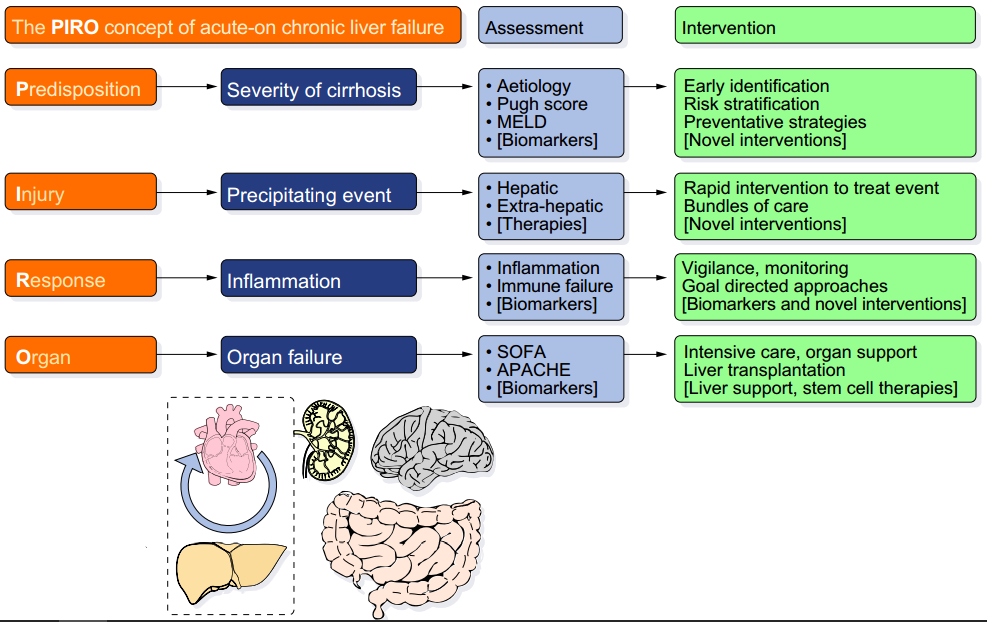 The PIRO concept of acute-on chronic liver failure
Assessment
Intervention
Predisposition
Severity of cirrhosis
• Aetiology
• Pugh score
• MELD
• [Biomarkers]
Early identification
Risk stratification
Preventative strategies
[Novel interventions]
Injury
Precipitating event
• Hepatic
• Extra-hepatic
• [Therapies]
Rapid intervention to treat event
Bundles of care
[Novel interventions]
Response
Inflammation
• Inflammation
• Immune failure
• [Biomarkers]
Vigilance, monitoring
Goal directed approaches
[Biomarkers and novel interventions]
Organ
Organ failure
• SOFA
• APACHE
• [Biomarkers]
Intensive care, organ support
Liver transplantation
[Liver support, stem cell therapies]